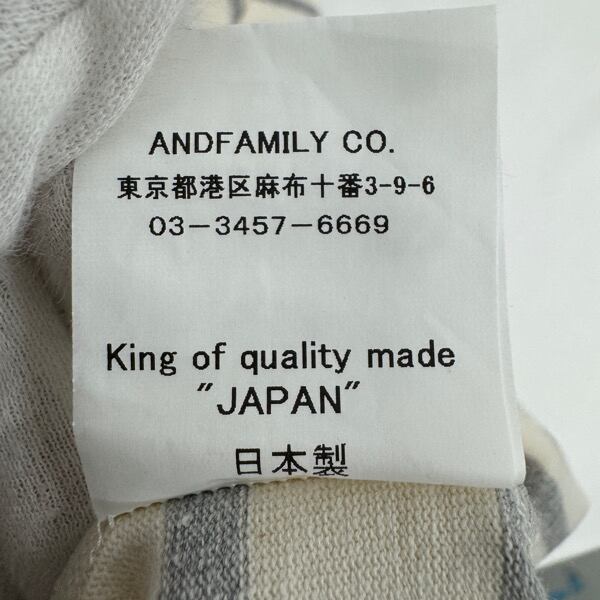 ANDFAMILY CO.
東京都港区麻布十番3-9-6
03-3457-6669
King of quality made
"JAPAN"
日本製